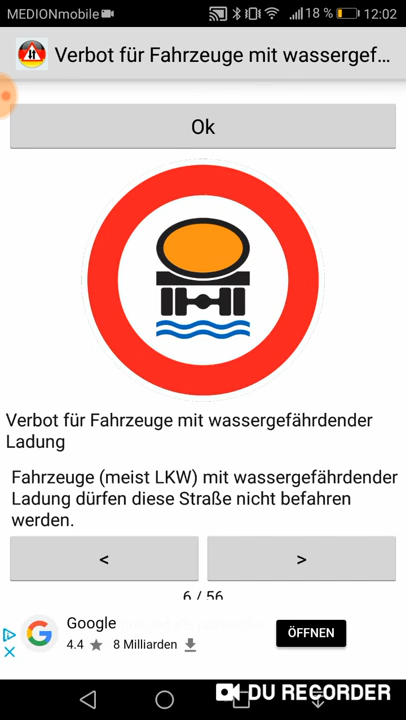 MEDIONmobile 18 % 12:02
Verbot für Fahrzeuge mit wassergef...
Ok
Verbot für Fahrzeuge mit wassergefährdender
Ladung
Fahrzeuge (meist LKW) mit wassergefährdender
Ladung dürfen diese Straße nicht befahren
werden.
< >
6 / 56
Google
4.4 ★ 8 Milliarden
ÖFFNEN
DU RECORDER